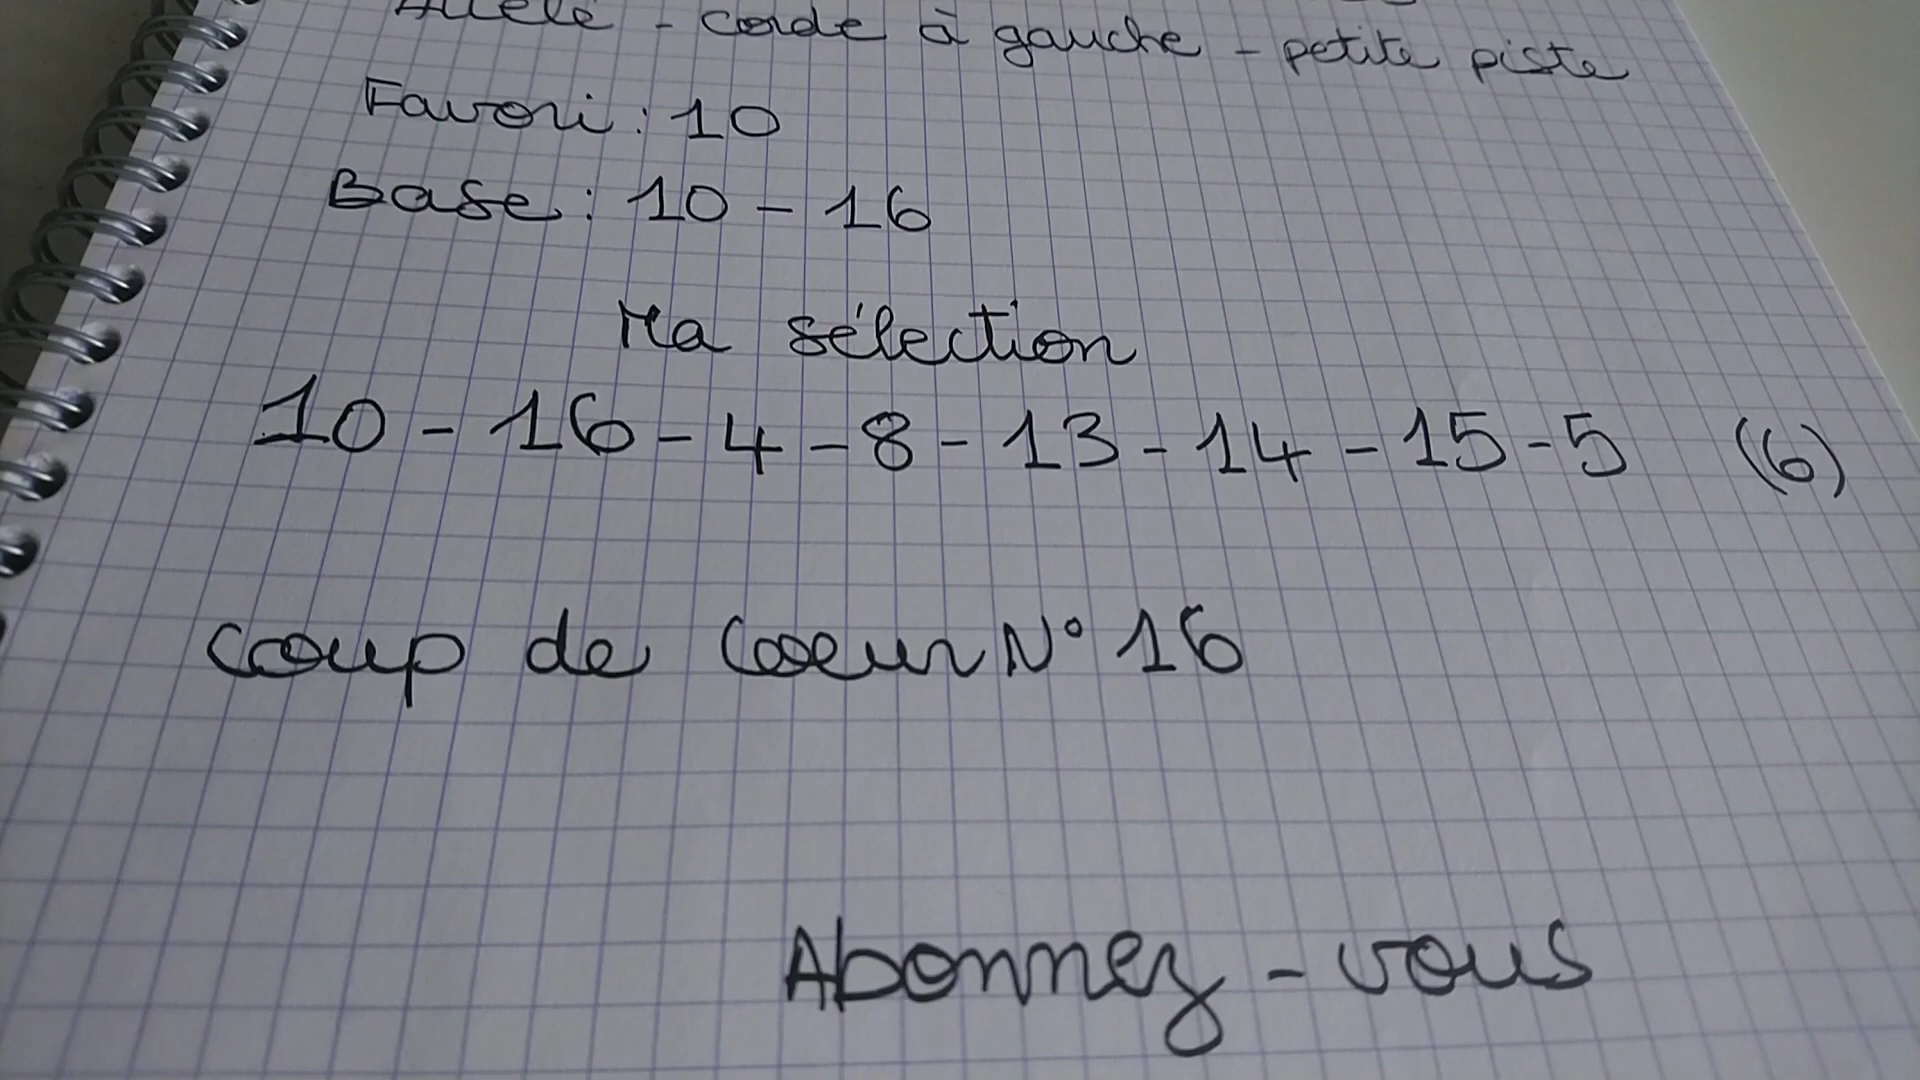 Attelé - corde à gauche - petite piste
Favori : 10
Base : 10 - 16
Ma sélection
10 - 16 - 4 - 8 - 13 - 14 - 15 - 5 (6)
coup de Coeur N° 16
Abonnez - vous